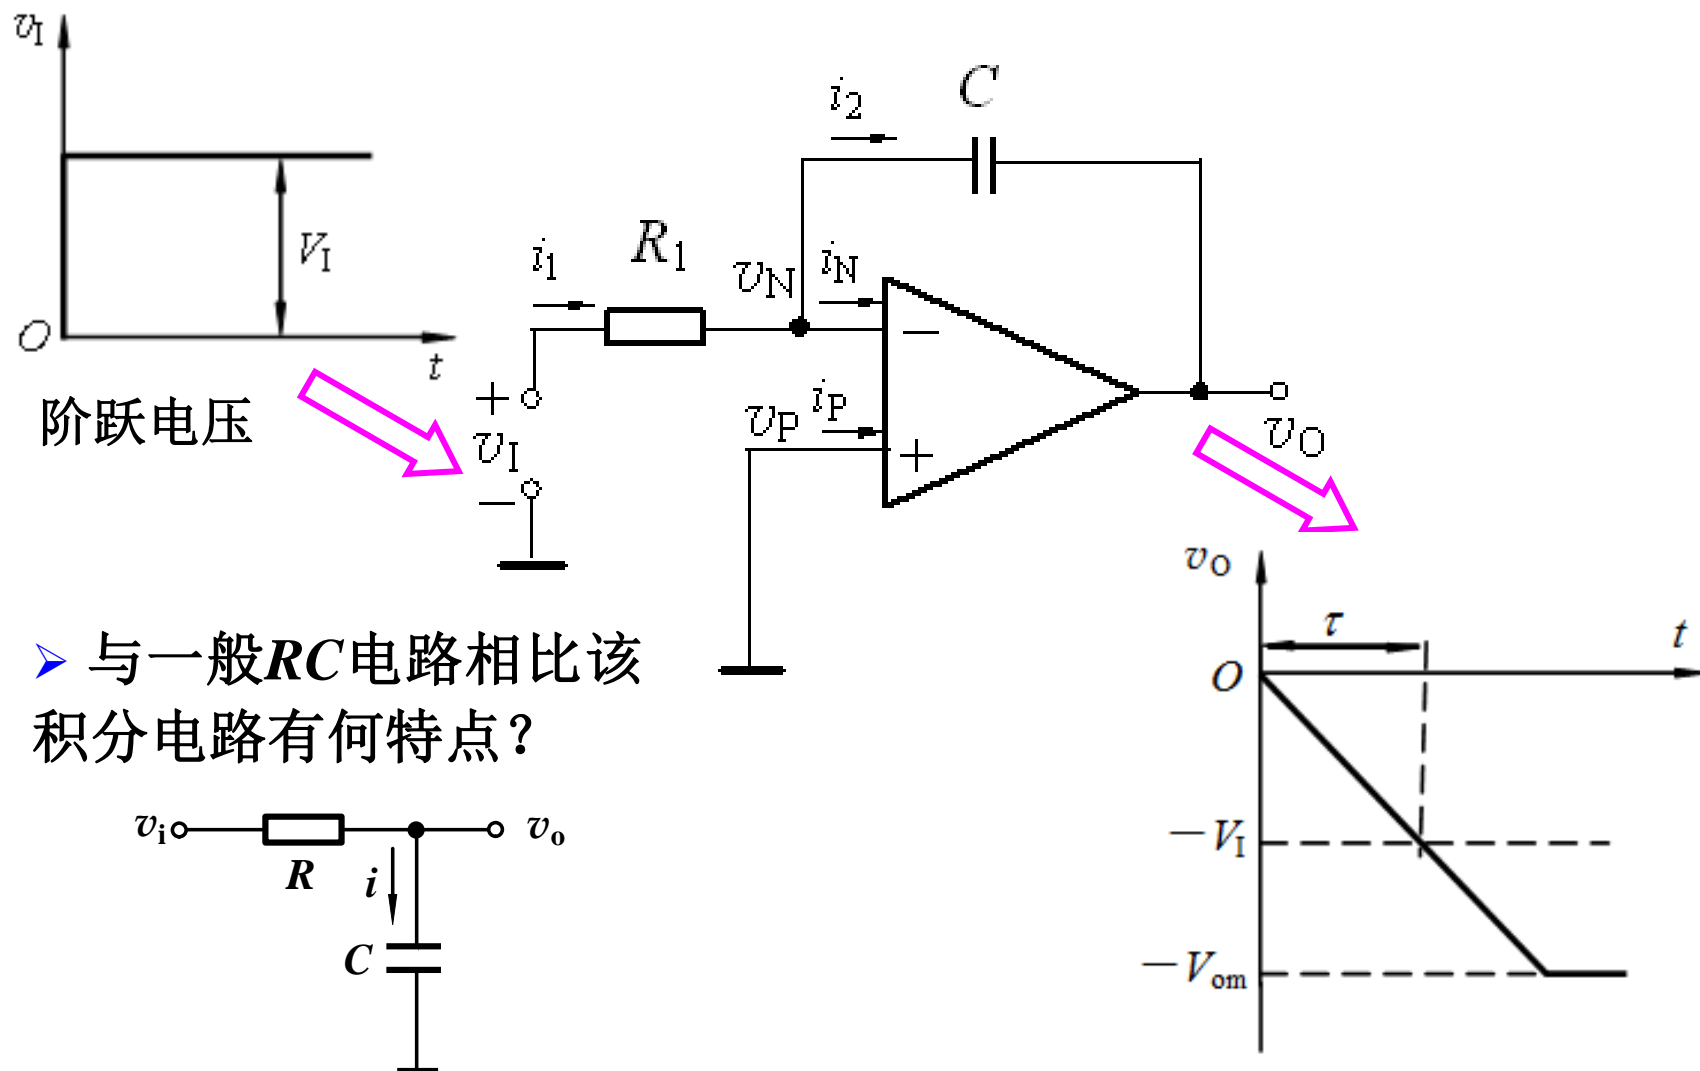 vI
VI
O
t
阶跃电压
i1
R1
vN
iN
i2
C
+
vI
−
vP
iP
−
+
vO
vO
τ
t
O
−VI
−Vom
➢ 与一般RC电路相比该
积分电路有何特点？
vi
R
i
vo
C